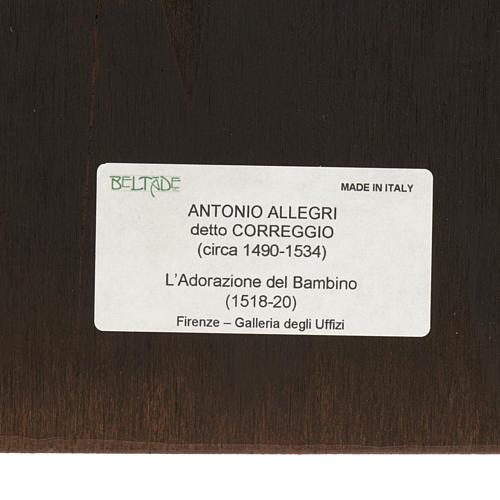 BELTADE
MADE IN ITALY
ANTONIO ALLEGRI
detto CORREGGIO
(circa 1490-1534)
L'Adorazione del Bambino
(1518-20)
Firenze – Galleria degli Uffizi